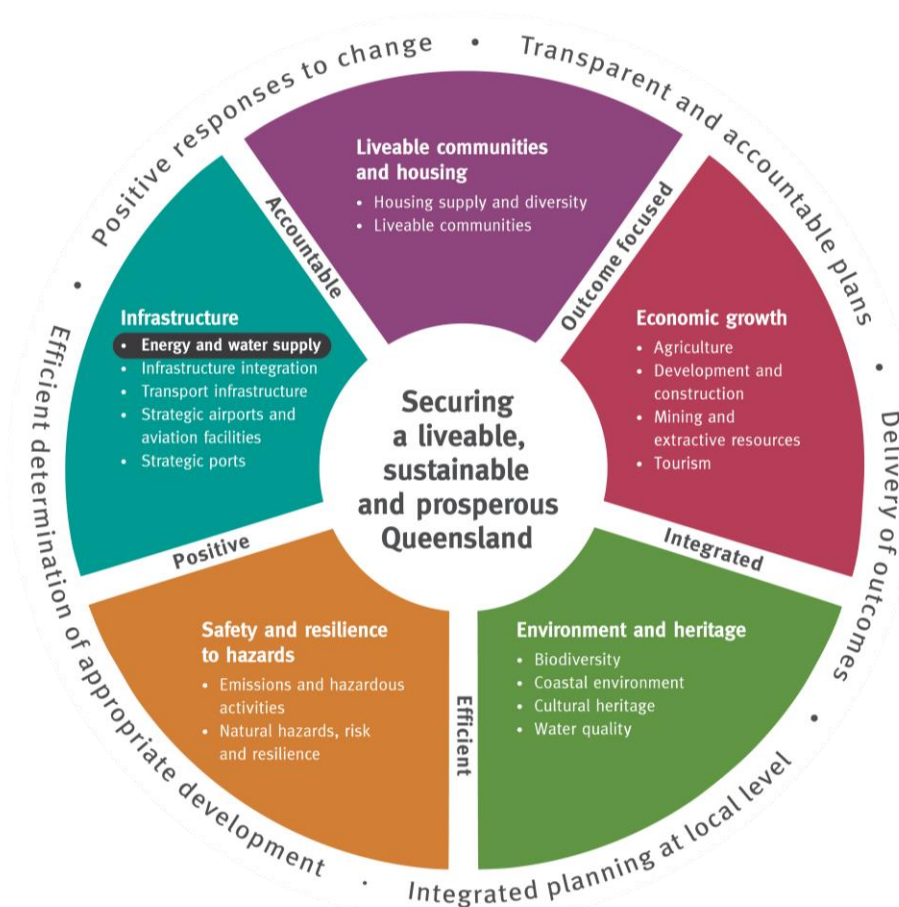 Positive responses to change • Transparent and accountable plans • Delivery of outcomes • Integrated planning at local level • Efficient determination of appropriate development •
Liveable communities
and housing
• Housing supply and diversity
• Liveable communities
Accountable
Outcome focused
Infrastructure
• Energy and water supply
• Infrastructure integration
• Transport infrastructure
• Strategic airports and
aviation facilities
• Strategic ports
Economic growth
• Agriculture
• Development and
construction
• Mining and
extractive resources
• Tourism
Securing
a liveable,
sustainable
and prosperous
Queensland
Positive
Integrated
Safety and resilience
to hazards
• Emissions and hazardous
activities
• Natural hazards, risk
and resilience
Efficient
Environment and heritage
• Biodiversity
• Coastal environment
• Cultural heritage
• Water quality